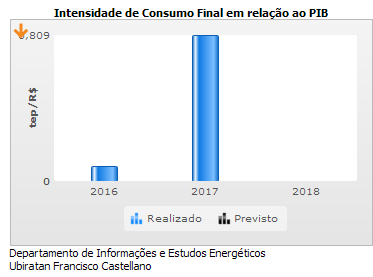 Intensidade de Consumo Final em relação ao PIB
,809
tep/R$
0
2016 2017 2018
Realizado Previsto
Departamento de Informações e Estudos Energéticos
Ubiratan Francisco Castellano